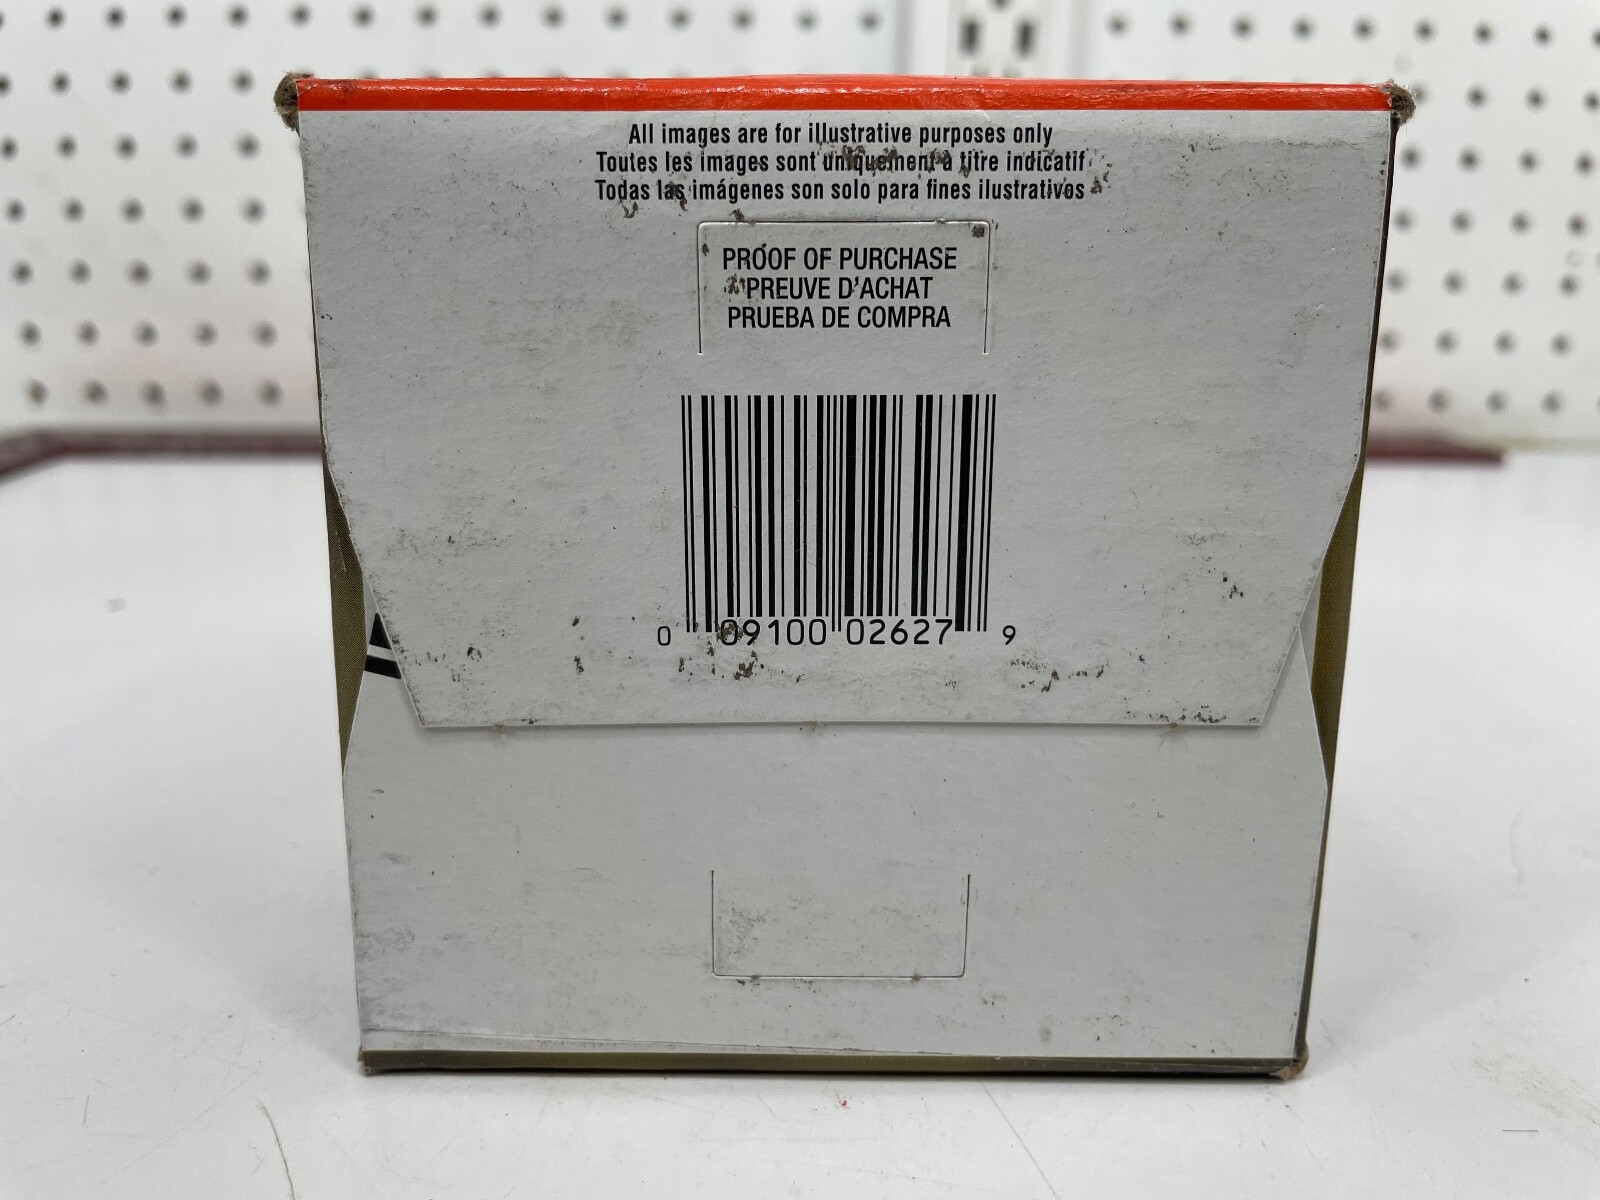 All images are for illustrative purposes only
Toutes les images sont uniquement à titre indicatif
Todas las imágenes son solo para fines ilustrativos
PROOF OF PURCHASE
PREUVE D'ACHAT
PRUEBA DE COMPRA
0 09100 02627 9